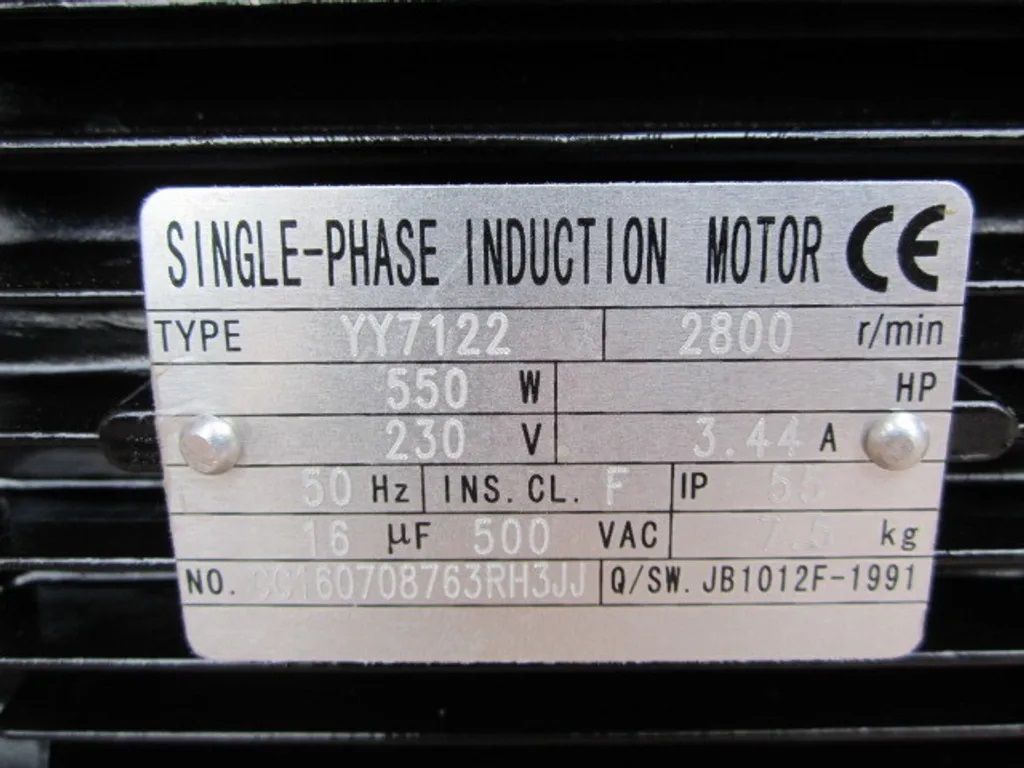 SINGLE-PHASE INDUCTION MOTOR CE
TYPE YY7122 2800 r/min
550 W HP
230 V 3.44 A
50 Hz INS. CL. F IP 55
16 μF 500 VAC 7.5 kg
NO. CC160708763RH3JJ Q/SW. JB1012F-1991